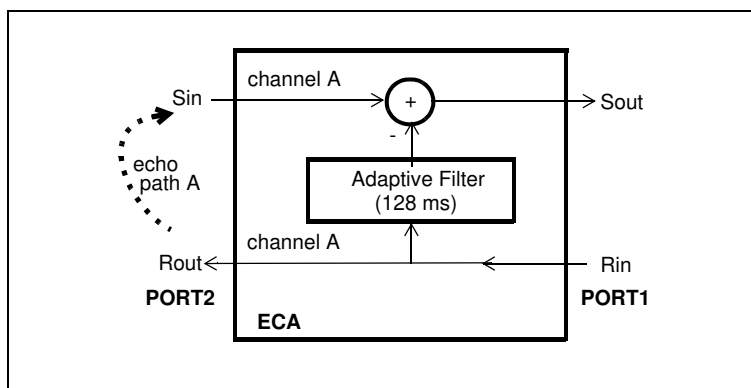 channel A
Sin
+
Sout
-
echo
path A
Adaptive Filter
(128 ms)
channel A
Rout
Rin
PORT2
PORT1
ECA